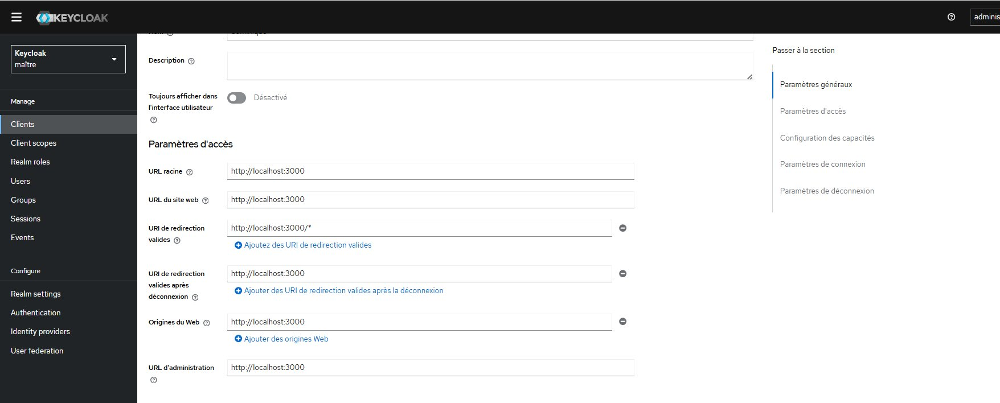 KEYCLOAK
adminis
Keycloak
maître
Manage
Clients
Client scopes
Realm roles
Users
Groups
Sessions
Events
Configure
Realm settings
Authentication
Identity providers
User federation
Description
Toujours afficher dans
l'interface utilisateur
Désactivé
Paramètres d'accès
URL racine
http://localhost:3000
URL du site web
http://localhost:3000
URI de redirection
valides
http://localhost:3000/*
Ajoutez des URI de redirection valides
URI de redirection
valides après
déconnexion
http://localhost:3000
Ajouter des URI de redirection valides après la déconnexion
Origines du Web
http://localhost:3000
Ajouter des origines Web
URL d'administration
http://localhost:3000
Passer à la section
Paramètres généraux
Paramètres d'accès
Configuration des capacités
Paramètres de connexion
Paramètres de déconnexion